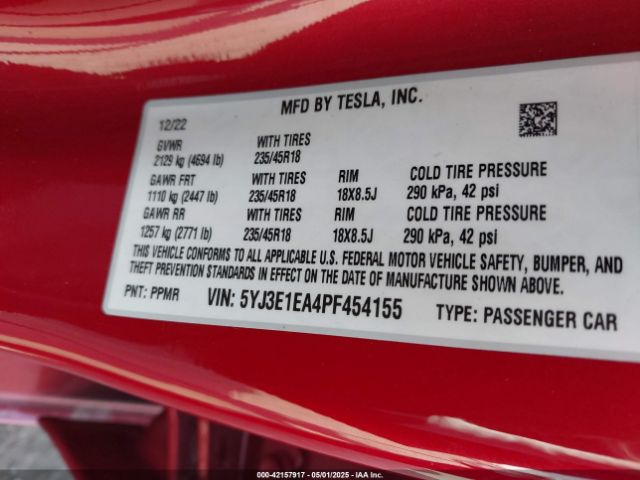 MFD BY TESLA, INC.
12/22
GVWR WITH TIRES
2129 kg (4694 lb) 235/45R18
GAWR FRT WITH TIRES RIM COLD TIRE PRESSURE
1110 kg (2447 lb) 235/45R18 18X8.5J 290 kPa, 42 psi
GAWR RR WITH TIRES RIM COLD TIRE PRESSURE
1257 kg (2771 lb) 235/45R18 18X8.5J 290 kPa, 42 psi
THIS VEHICLE CONFORMS TO ALL APPLICABLE U.S. FEDERAL MOTOR VEHICLE SAFETY, BUMPER, AND
THEFT PREVENTION STANDARDS IN EFFECT ON THE DATE OF MANUFACTURE SHOWN ABOVE.
PNT: PPMR VIN: 5YJ3E1EA4PF454155 TYPE: PASSENGER CAR
000-42157917 - 05/01/2025 - IAAI.com